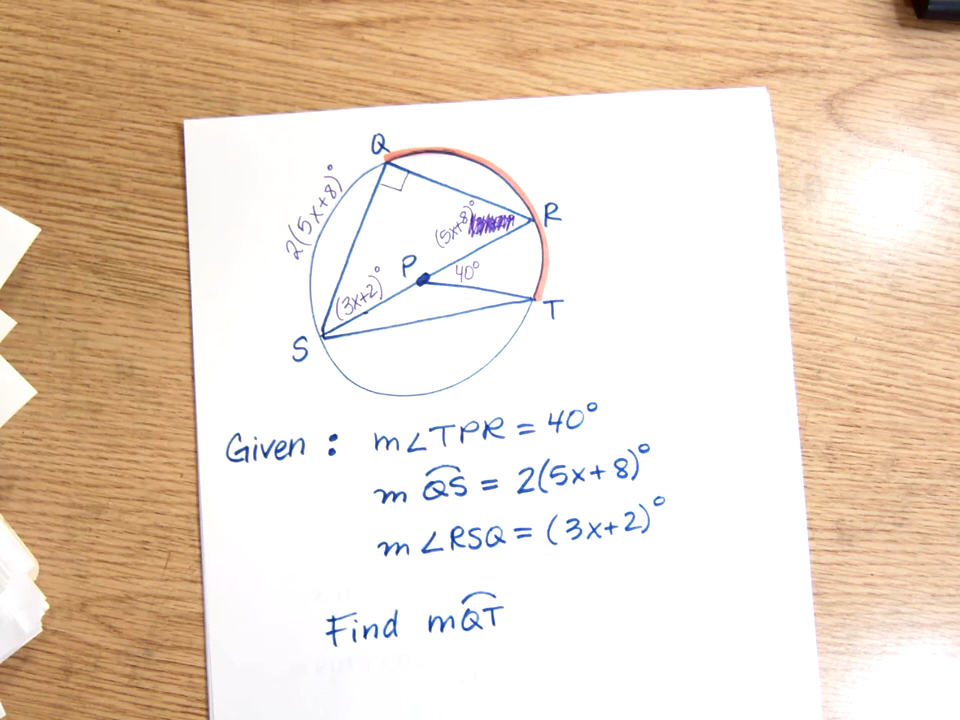 Q
2(5x+8)°
R
(5x+8)°
P
40°
(3x+2)°
T
S
Given : m∠TPR = 40°
m QS⌢ = 2(5x+8)°
m∠RSQ = (3x+2)°
Find mQT⌢